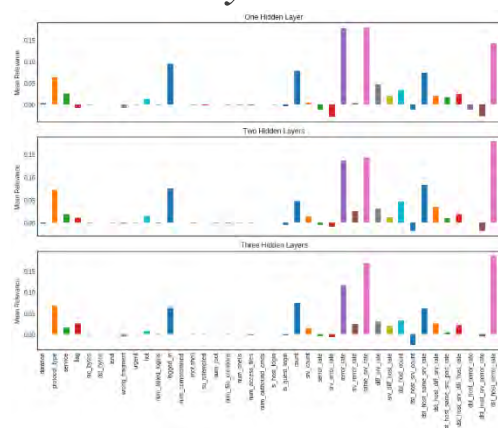 One Hidden Layer
Mean Relevance
0.15
0.10
0.05
0.00
Two Hidden Layers
Mean Relevance
0.15
0.10
0.05
0.00
Three Hidden Layers
Mean Relevance
0.15
0.10
0.05
0.00
duration
protocol_type
service
flag
src_bytes
dst_bytes
land
wrong_fragment
urgent
hot
num_failed_logins
logged_in
num_compromised
root_shell
su_attempted
num_root
num_file_creations
num_shells
num_access_files
num_outbound_cmds
is_host_login
is_guest_login
count
srv_count
serror_rate
srv_serror_rate
rerror_rate
srv_rerror_rate
same_srv_rate
diff_srv_rate
srv_diff_host_rate
dst_host_count
dst_host_srv_count
dst_host_same_srv_rate
dst_host_diff_srv_rate
dst_host_same_src_port_rate
dst_host_srv_diff_host_rate
dst_host_serror_rate
dst_host_srv_serror_rate
dst_host_rerror_rate